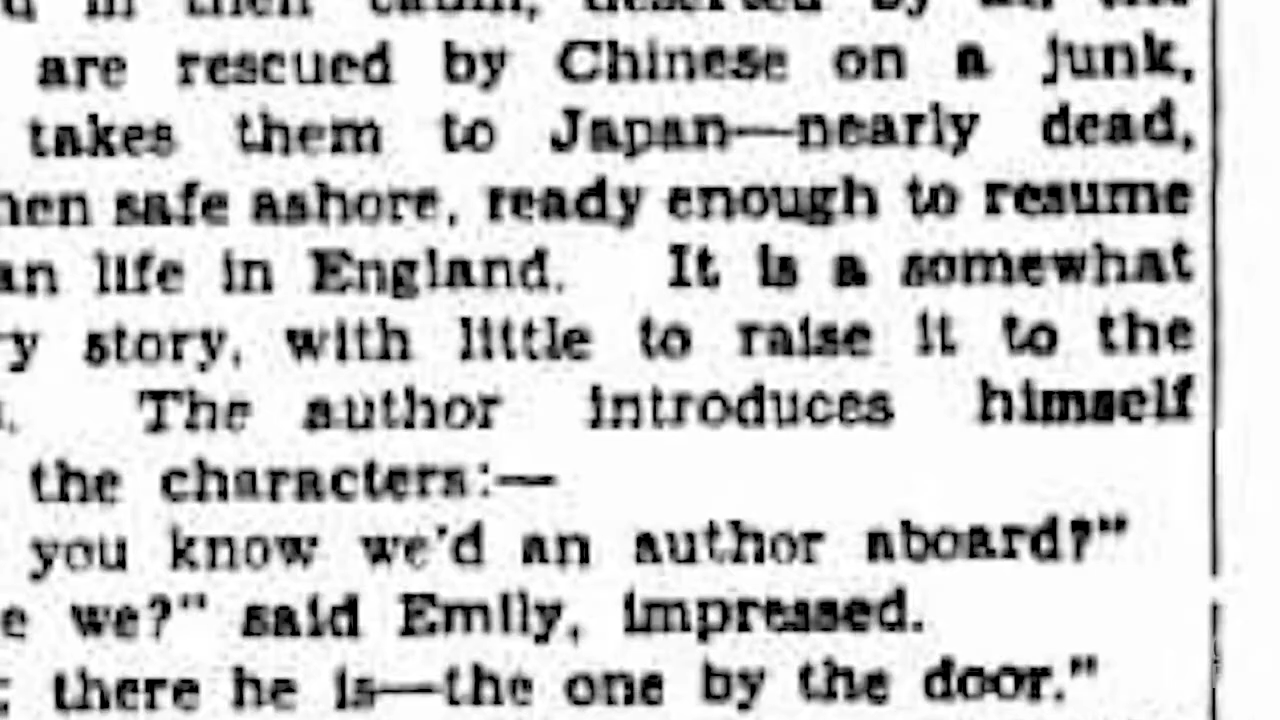 are rescued by Chinese on a junk,
takes them to Japan—nearly dead,
safe ashore, ready enough to resume
life in England. It is a somewhat
story, with little to raise it to the
The author introduces himself
the characters:—
you know we'd an author aboard?"
we?" said Emily, impressed.
there he is—the one by the door."